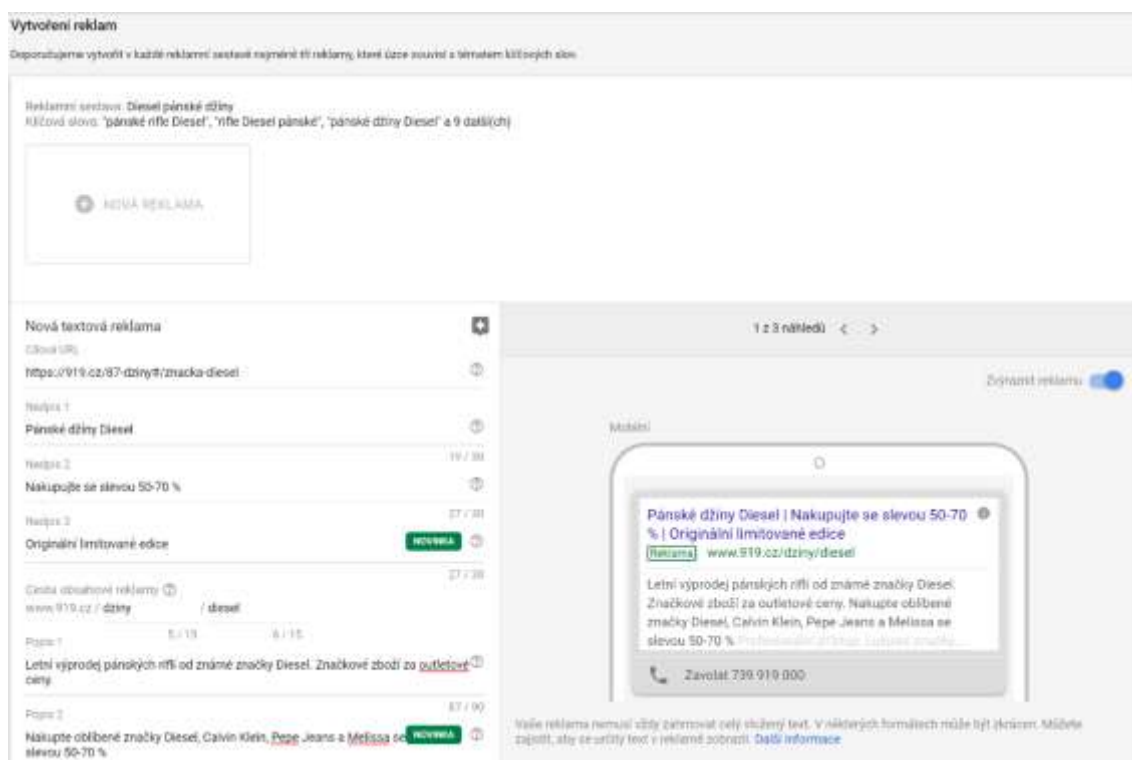 Vytvoření reklam
Doporučujeme vytvořit v každé reklamní sestavě nejméně tři reklamy, které úzce souvisí s tématem klíčových slov.
Reklamní sestava: Diesel pánské džíny
Klíčová slova: "pánské rifle Diesel", "rifle Diesel pánské", "pánské džíny Diesel" a 9 další(ch)
NOVÁ REKLAMA
Nová textová reklama
Cílová URL
https://919.cz/87-dziny#/znacka-diesel
Nadpis 1
Pánské džíny Diesel
19 / 30
Nadpis 2
Nakupujte se slevou 50-70 %
27 / 30
Nadpis 3
Originální limitované edice
NOVINKA
27 / 30
Cesta obsahové reklamy
www.919.cz / dziny / diesel
5 / 15 6 / 15
Popis 1
Letní výprodej pánských riflí od známé značky Diesel. Značkové zboží za outletové
ceny.
87 / 90
Popis 2
Nakupte oblíbené značky Diesel, Calvin Klein, Pepe Jeans a Melissa se
NOVINKA
slevou 50-70 %
1 z 3 náhledů
Zvýraznit reklamu
Mobilní
Pánské džíny Diesel | Nakupujte se slevou 50-70
% | Originální limitované edice
Reklama www.919.cz/dziny/diesel
Letní výprodej pánských riflí od známé značky Diesel.
Značkové zboží za outletové ceny. Nakupte oblíbené
značky Diesel, Calvin Klein, Pepe Jeans a Melissa se
slevou 50-70 %
Zavolat 739 919 000
Vaše reklama nemusí vždy zahrnovat celý vložený text. V některých formátech může být zkrácen. Můžete
zajistit, aby se určitý text v reklamě zobrazil. Další informace